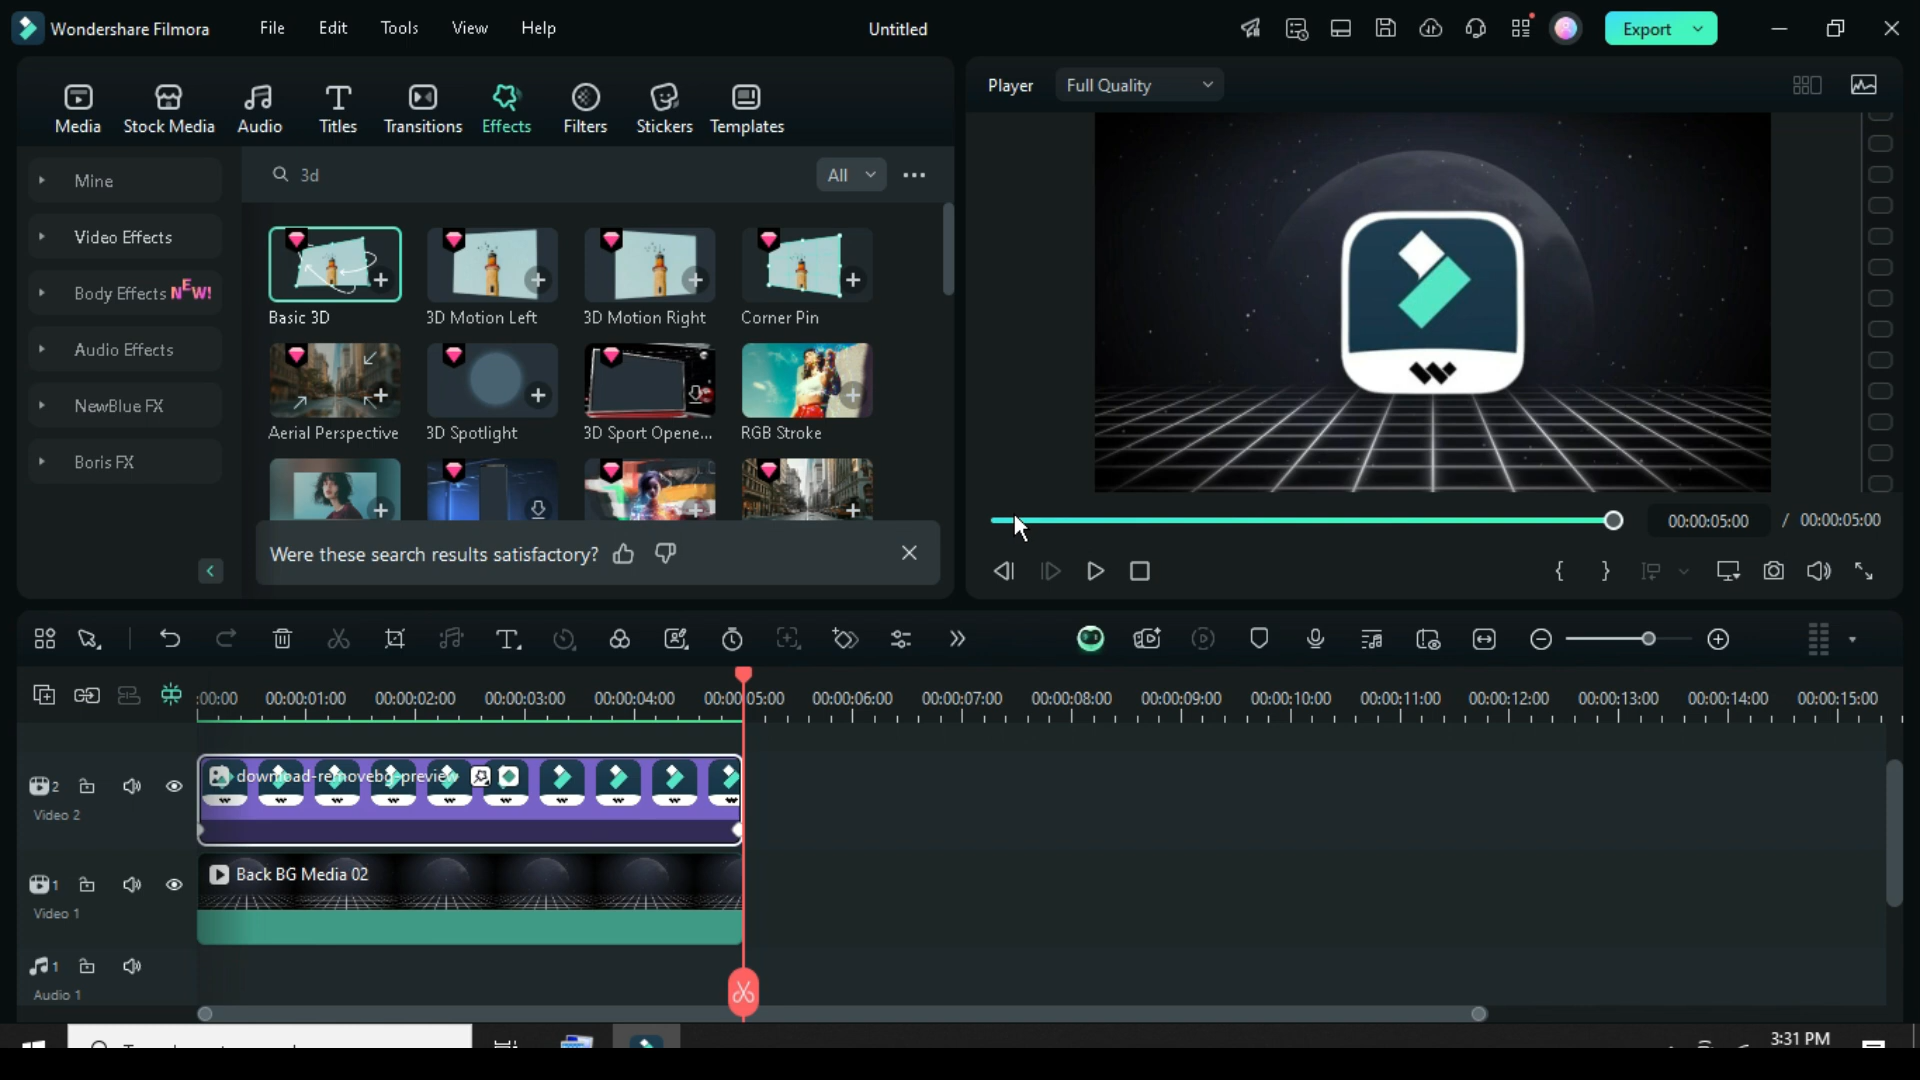 Wondershare Filmora
File
Edit
Tools
View
Help
Untitled
Export
Media
Stock Media
Audio
Titles
Transitions
Effects
Filters
Stickers
Templates
Player
Full Quality
Mine
Video Effects
Body Effects NEW!
Audio Effects
NewBlue FX
Boris FX
3d
All
Basic 3D
3D Motion Left
3D Motion Right
Corner Pin
Aerial Perspective
3D Spotlight
3D Sport Opene...
RGB Stroke
Were these search results satisfactory?
00:00:05:00 / 00:00:05:00
:00:00
00:00:01:00
00:00:02:00
00:00:03:00
00:00:04:00
00:00:05:00
00:00:06:00
00:00:07:00
00:00:08:00
00:00:09:00
00:00:10:00
00:00:11:00
00:00:12:00
00:00:13:00
00:00:14:00
00:00:15:00
download-removebg-preview
2
Video 2
Back BG Media 02
1
Video 1
1
Audio 1
3:31 PM